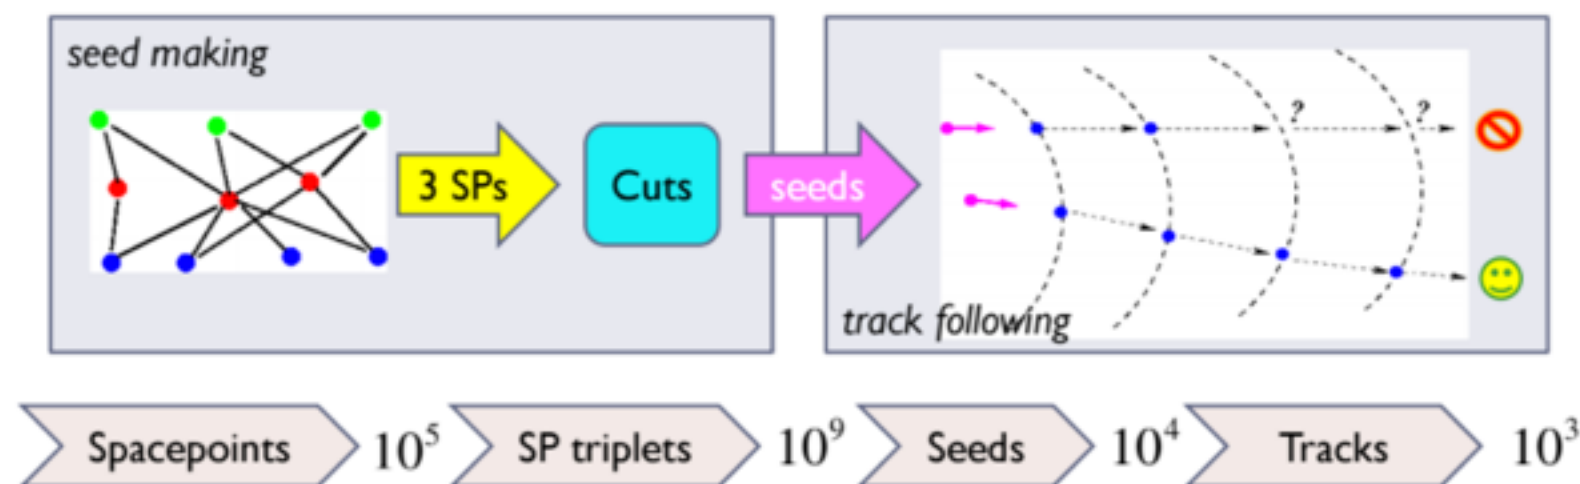 seed making
3 SPs
Cuts
seeds
? ?
track following
Spacepoints 10⁵ SP triplets 10⁹ Seeds 10⁴ Tracks 10³